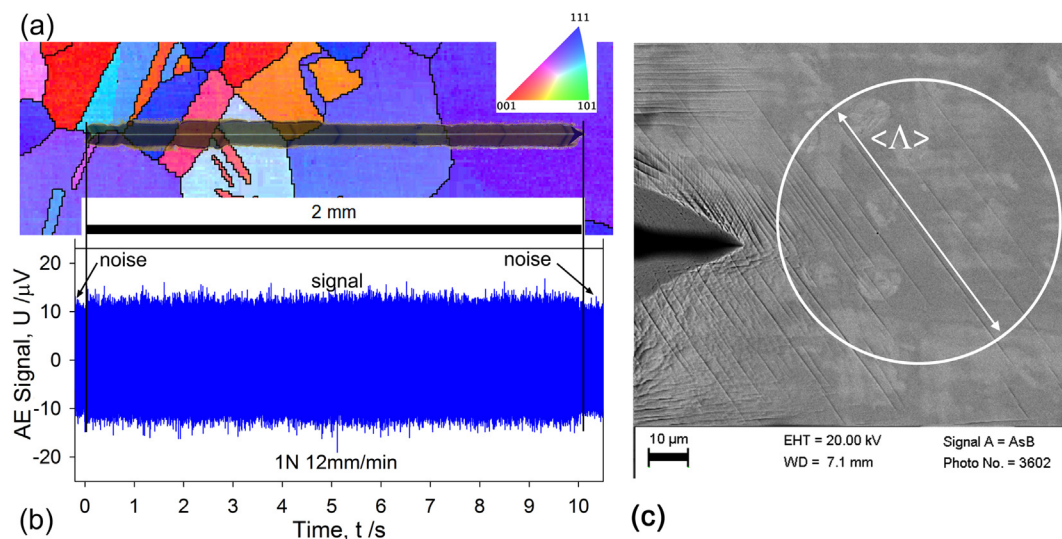 (a)
111
001
101
2 mm
AE Signal, U /µV
20
10
0
-10
-20
noise
signal
noise
1N 12mm/min
0 1 2 3 4 5 6 7 8 9 10
Time, t /s
(b)
<Λ>
10 µm
EHT = 20.00 kV
Signal A = AsB
WD = 7.1 mm
Photo No. = 3602
(c)